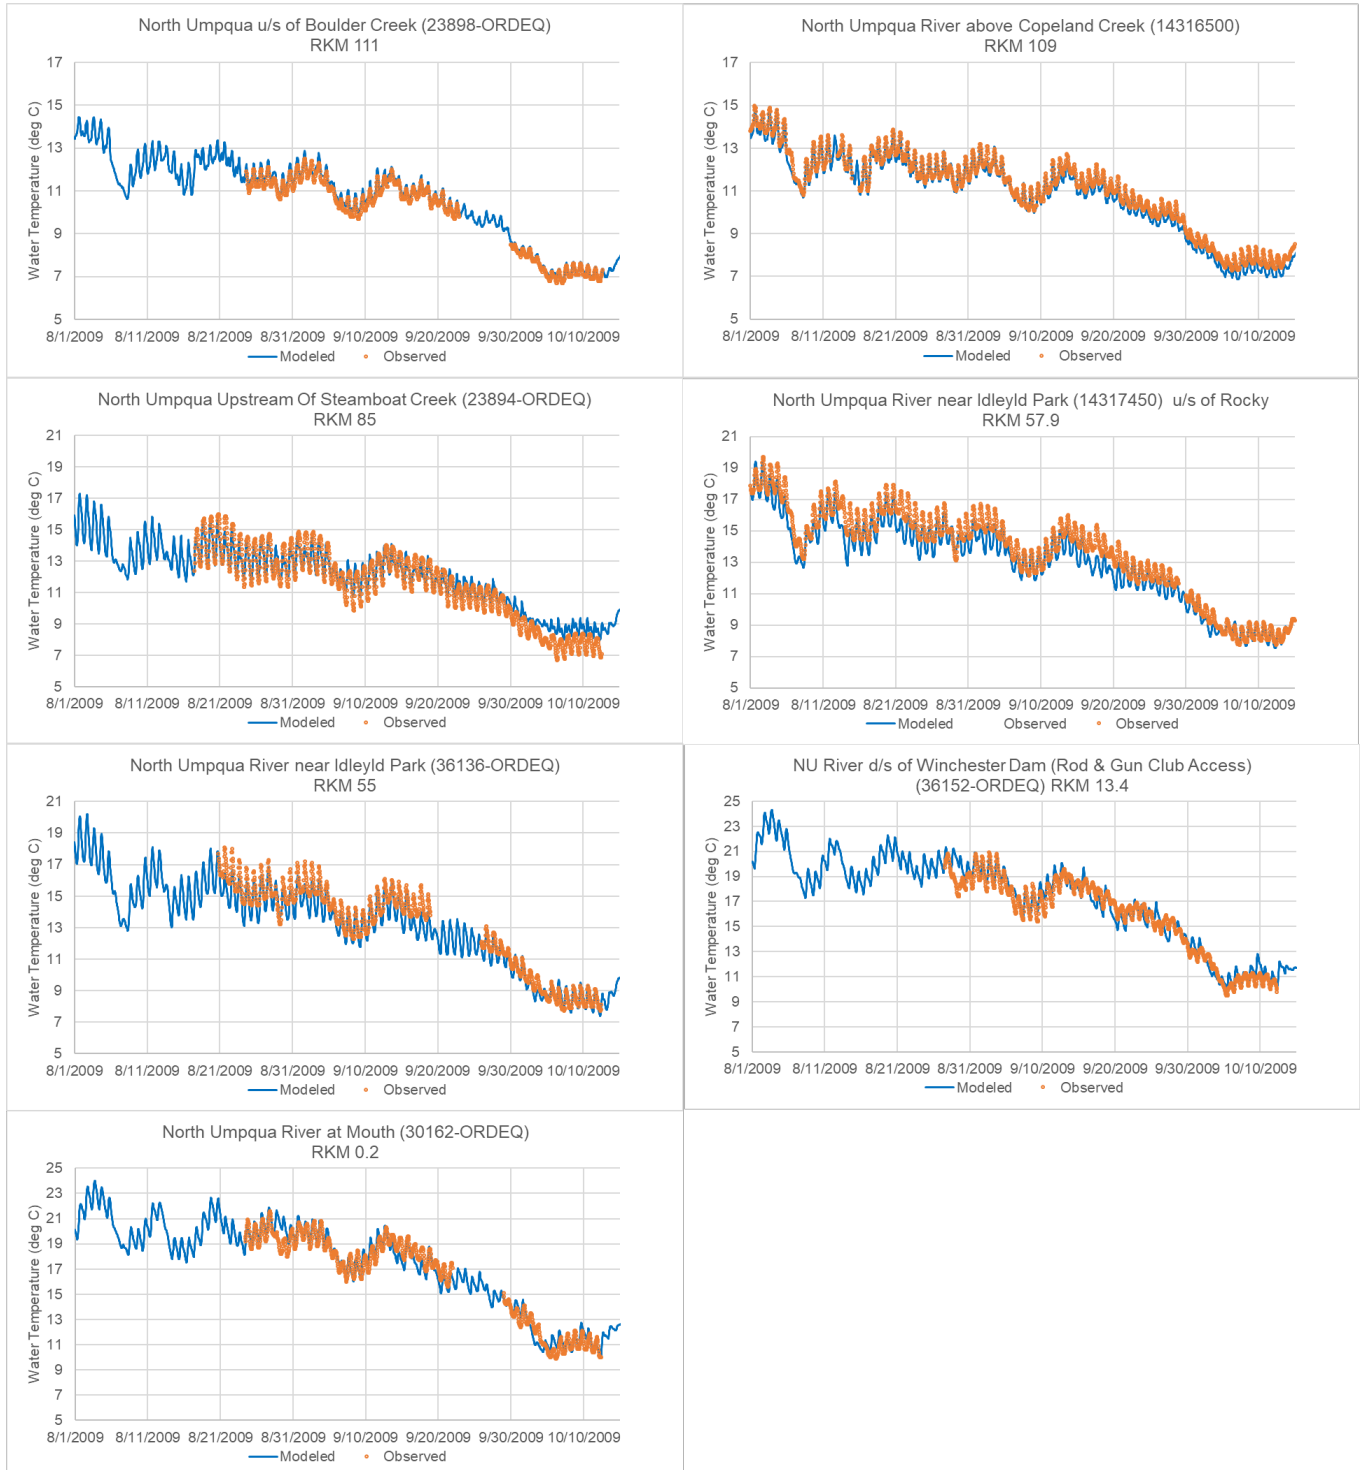 North Umpqua u/s of Boulder Creek (23898-ORDEQ)
RKM 111
Water Temperature (deg C)
17
15
13
11
9
7
5
8/1/2009 8/11/2009 8/21/2009 8/31/2009 9/10/2009 9/20/2009 9/30/2009 10/10/2009
Modeled Observed
North Umpqua River above Copeland Creek (14316500)
RKM 109
Water Temperature (deg C)
17
15
13
11
9
7
5
8/1/2009 8/11/2009 8/21/2009 8/31/2009 9/10/2009 9/20/2009 9/30/2009 10/10/2009
Modeled Observed
North Umpqua Upstream Of Steamboat Creek (23894-ORDEQ)
RKM 85
Water Temperature (deg C)
21
19
17
15
13
11
9
7
5
8/1/2009 8/11/2009 8/21/2009 8/31/2009 9/10/2009 9/20/2009 9/30/2009 10/10/2009
Modeled Observed
North Umpqua River near Idleyld Park (14317450) u/s of Rocky
RKM 57.9
Water Temperature (deg C)
21
19
17
15
13
11
9
7
5
8/1/2009 8/11/2009 8/21/2009 8/31/2009 9/10/2009 9/20/2009 9/30/2009 10/10/2009
Modeled Observed Observed
North Umpqua River near Idleyld Park (36136-ORDEQ)
RKM 55
Water Temperature (deg C)
21
19
17
15
13
11
9
7
5
8/1/2009 8/11/2009 8/21/2009 8/31/2009 9/10/2009 9/20/2009 9/30/2009 10/10/2009
Modeled Observed
NU River d/s of Winchester Dam (Rod & Gun Club Access)
(36152-ORDEQ) RKM 13.4
Water Temperature (deg C)
25
23
21
19
17
15
13
11
9
7
5
8/1/2009 8/11/2009 8/21/2009 8/31/2009 9/10/2009 9/20/2009 9/30/2009 10/10/2009
Modeled Observed
North Umpqua River at Mouth (30162-ORDEQ)
RKM 0.2
Water Temperature (deg C)
25
23
21
19
17
15
13
11
9
7
5
8/1/2009 8/11/2009 8/21/2009 8/31/2009 9/10/2009 9/20/2009 9/30/2009 10/10/2009
Modeled Observed